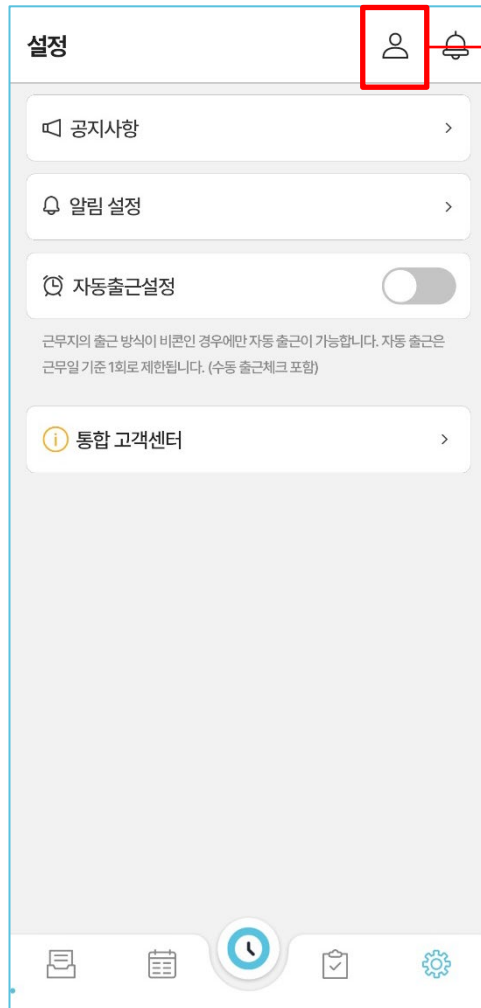 설정
공지사항
알림 설정
자동출근설정
근무지의 출근 방식이 비콘인 경우에만 자동 출근이 가능합니다. 자동 출근은
근무일 기준 1회로 제한됩니다. (수동 출근체크 포함)
통합 고객센터